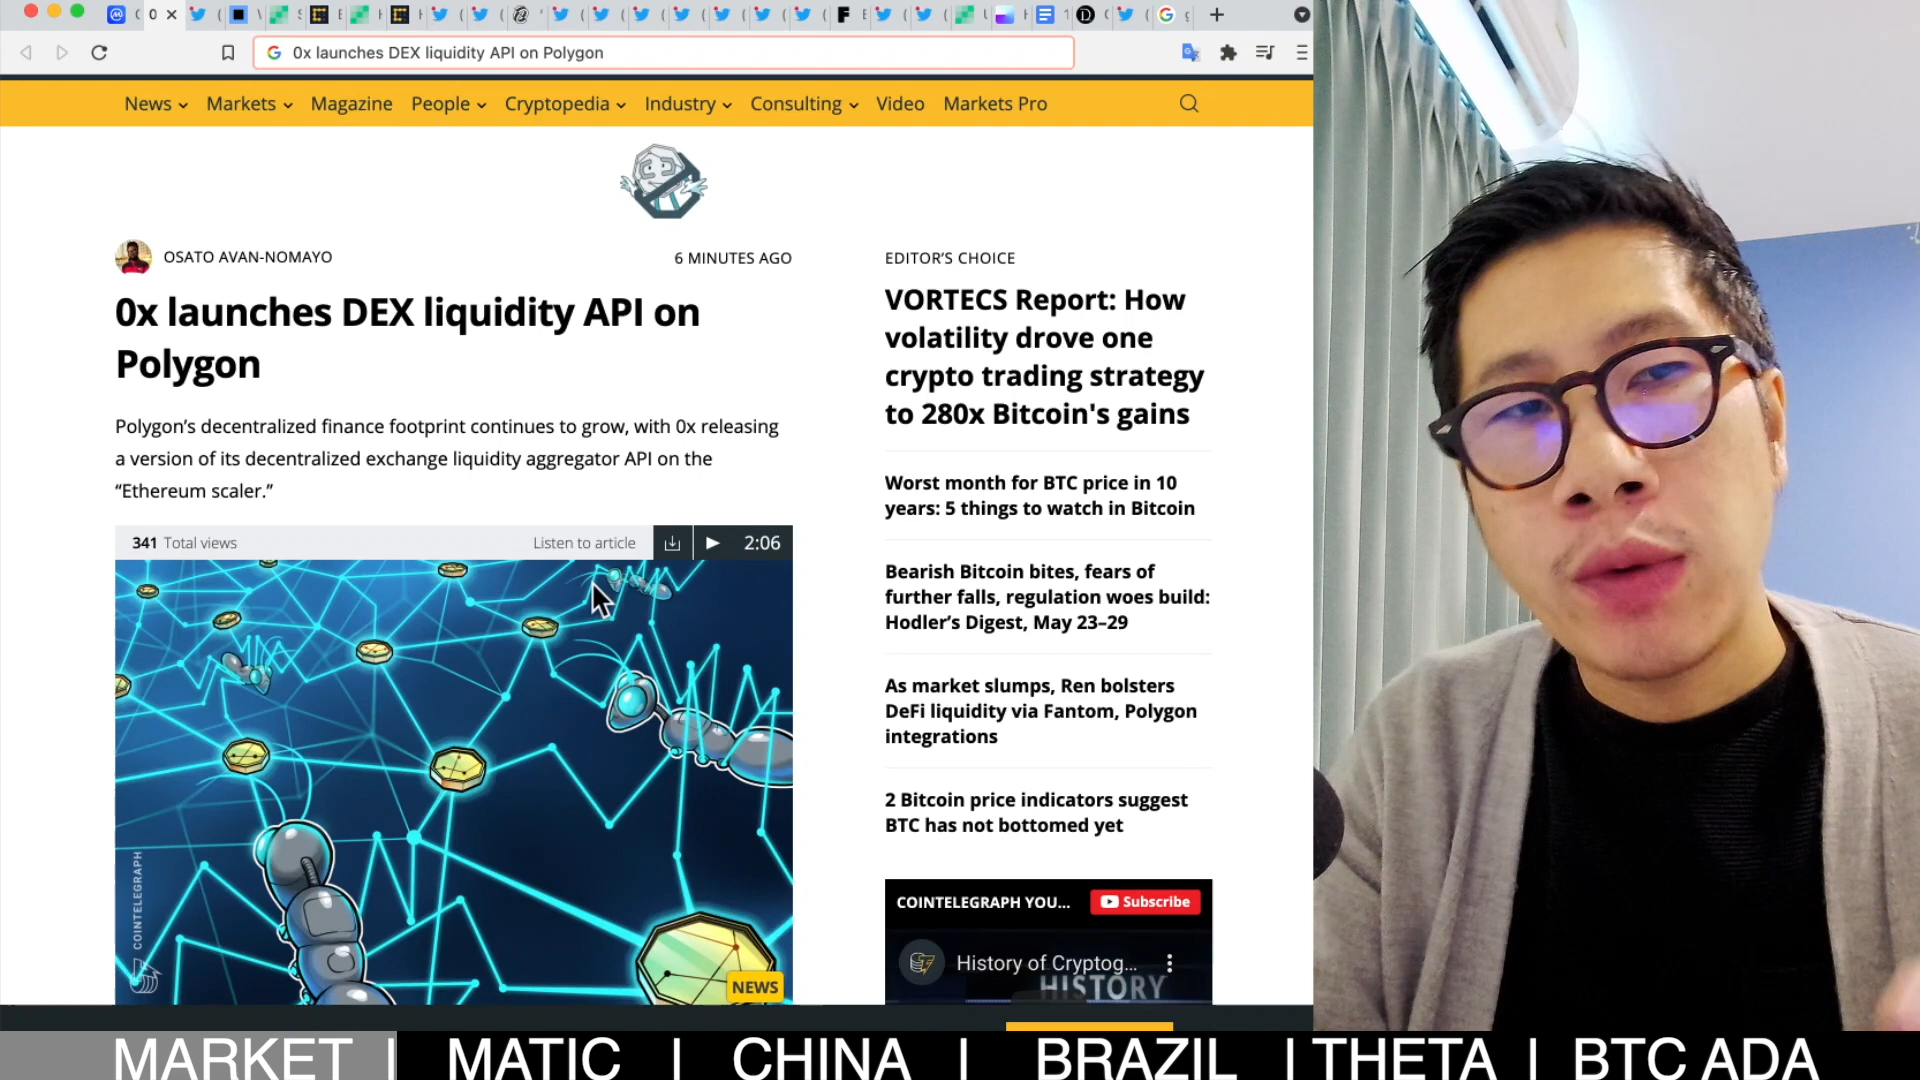 0x launches DEX liquidity API on Polygon
News Markets Magazine People Cryptopedia Industry Consulting Video Markets Pro
OSATO AVAN-NOMAYO
6 MINUTES AGO
0x launches DEX liquidity API on
Polygon
Polygon's decentralized finance footprint continues to grow, with 0x releasing
a version of its decentralized exchange liquidity aggregator API on the
“Ethereum scaler.”
341 Total views
Listen to article
2:06
COINTELEGRAPH
NEWS
EDITOR’S CHOICE
VORTECS Report: How
volatility drove one
crypto trading strategy
to 280x Bitcoin's gains
Worst month for BTC price in 10
years: 5 things to watch in Bitcoin
Bearish Bitcoin bites, fears of
further falls, regulation woes build:
Hodler’s Digest, May 23–29
As market slumps, Ren bolsters
DeFi liquidity via Fantom, Polygon
integrations
2 Bitcoin price indicators suggest
BTC has not bottomed yet
COINTELEGRAPH YOU...
Subscribe
History of Cryptog...
HISTORY
MARKET | MATIC | CHINA | BRAZIL | THETA | BTC ADA